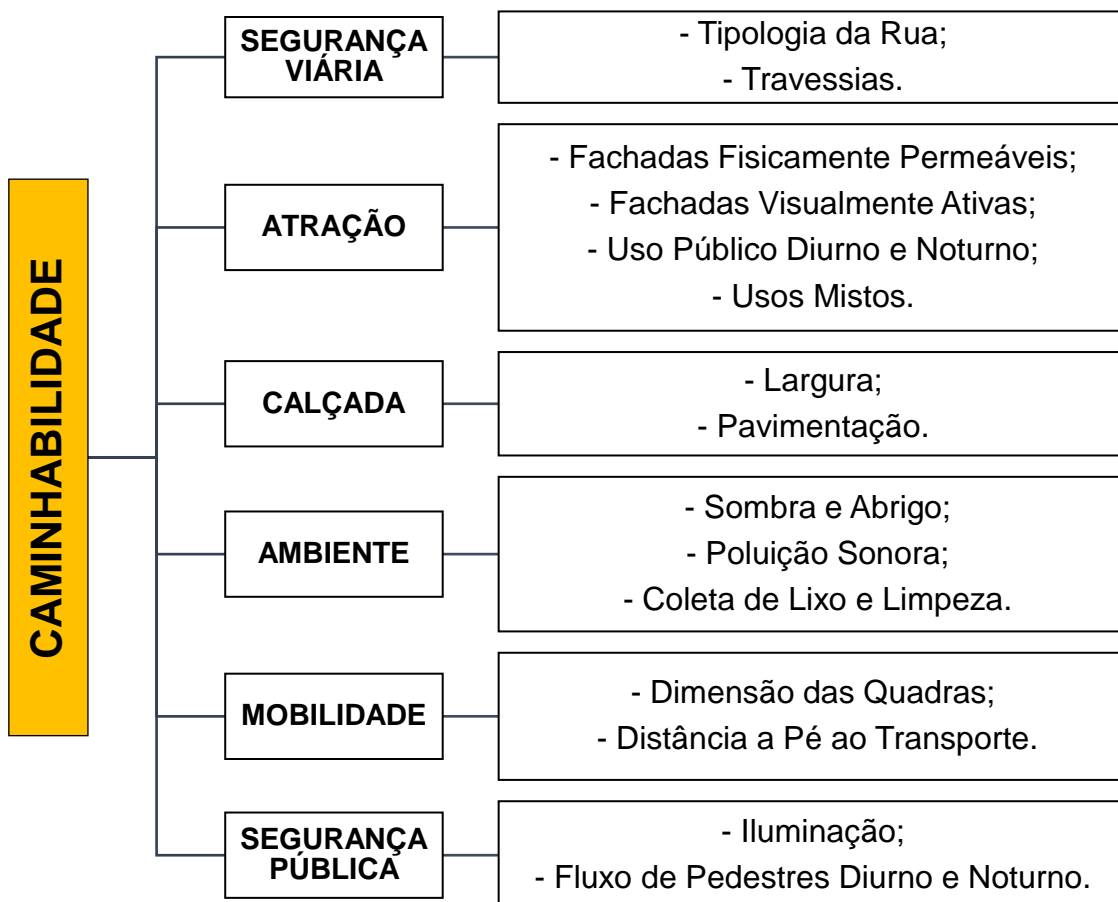 CAMINHABILIDADE
SEGURANÇA
VIÁRIA
- Tipologia da Rua;
- Travessias.
ATRAÇÃO
- Fachadas Fisicamente Permeáveis;
- Fachadas Visualmente Ativas;
- Uso Público Diurno e Noturno;
- Usos Mistos.
CALÇADA
- Largura;
- Pavimentação.
AMBIENTE
- Sombra e Abrigo;
- Poluição Sonora;
- Coleta de Lixo e Limpeza.
MOBILIDADE
- Dimensão das Quadras;
- Distância a Pé ao Transporte.
SEGURANÇA
PÚBLICA
- Iluminação;
- Fluxo de Pedestres Diurno e Noturno.